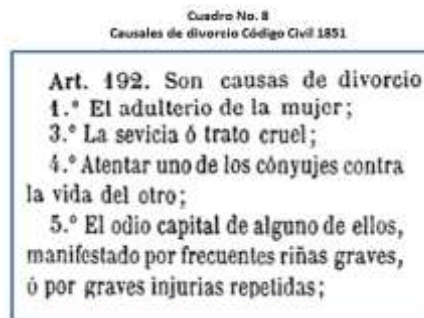 Cuadro No. 8
Causales de divorcio Código Civil 1851
Art. 192. Son causas de divorcio
1.° El adulterio de la mujer;
3.° La sevicia ó trato cruel;
4.° Atentar uno de los cónyujes contra
la vida del otro;
5.° El odio capital de alguno de ellos,
manifestado por frecuentes riñas graves,
ó por graves injurias repetidas;